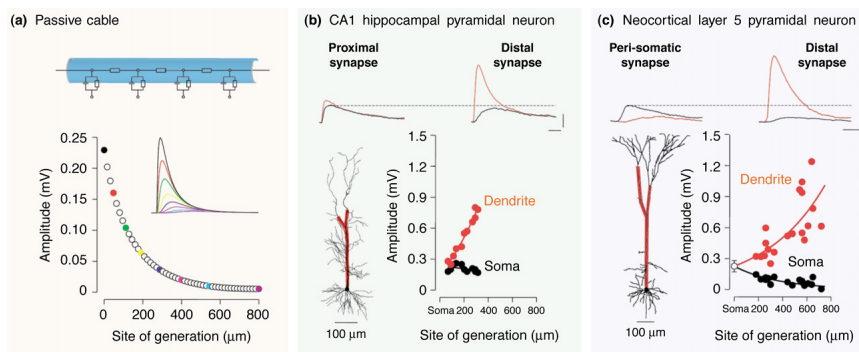 (a) Passive cable
0.25
0.20
0.15
0.10
0.05
0
Amplitude (mV)
0 200 400 600 800
Site of generation (μm)
(b) CA1 hippocampal pyramidal neuron
Proximal
synapse
Distal
synapse
100 μm
1.5
1.2
0.9
0.6
0.3
0
Amplitude (mV)
Dendrite
Soma
Soma 200 400 600 800
Site of generation (μm)
(c) Neocortical layer 5 pyramidal neuron
Peri-somatic
synapse
Distal
synapse
100 μm
1.5
1.2
0.9
0.6
0.3
0
Amplitude (mV)
Dendrite
Soma
Soma 200 400 600 800
Site of generation (μm)